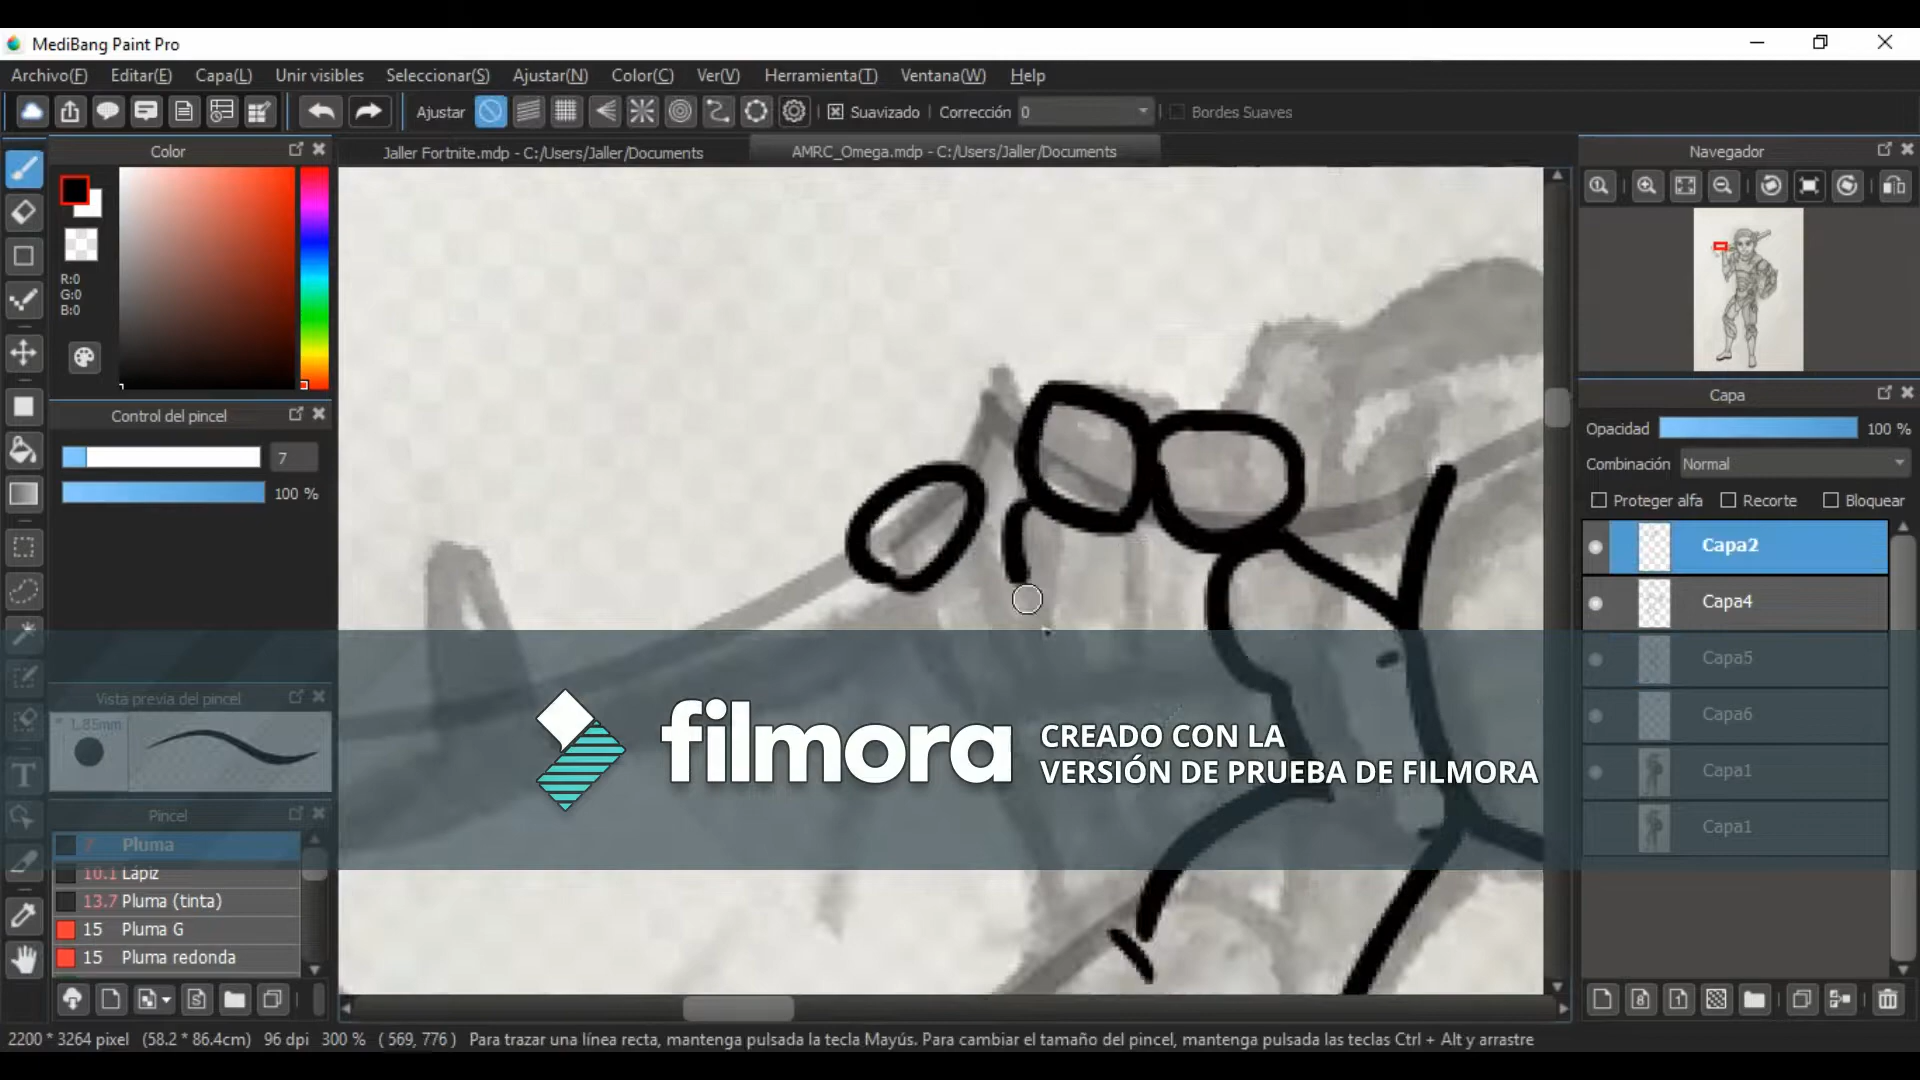 MediBang Paint Pro
Archivo(F) Editar(E) Capa(L) Unir visibles Seleccionar(S) Ajustar(N) Color(C) Ver(V) Herramienta(T) Ventana(W) Help
Ajustar Suavizado Corrección 0 Bordes Suaves
Color
Jaller Fortnite.mdp - C:/Users/Jaller/Documents
AMRC_Omega.mdp - C:/Users/Jaller/Documents
Navegador
R:0
G:0
B:0
Control del pincel
7
100 %
Capa
Opacidad 100 %
Combinación Normal
Proteger alfa Recorte Bloquear
Capa2
Capa4
Capa5
Capa6
Capa1
Capa1
Vista previa del pincel
* 1.85mm
filmora
CREADO CON LA
VERSIÓN DE PRUEBA DE FILMORA
Pincel
7 Pluma
10.1 Lápiz
13.7 Pluma (tinta)
15 Pluma G
15 Pluma redonda
2200 * 3264 pixel (58.2 * 86.4cm) 96 dpi 300 % ( 569, 776 ) Para trazar una línea recta, mantenga pulsada la tecla Mayús. Para cambiar el tamaño del pincel, mantenga pulsada las teclas Ctrl + Alt y arrastre